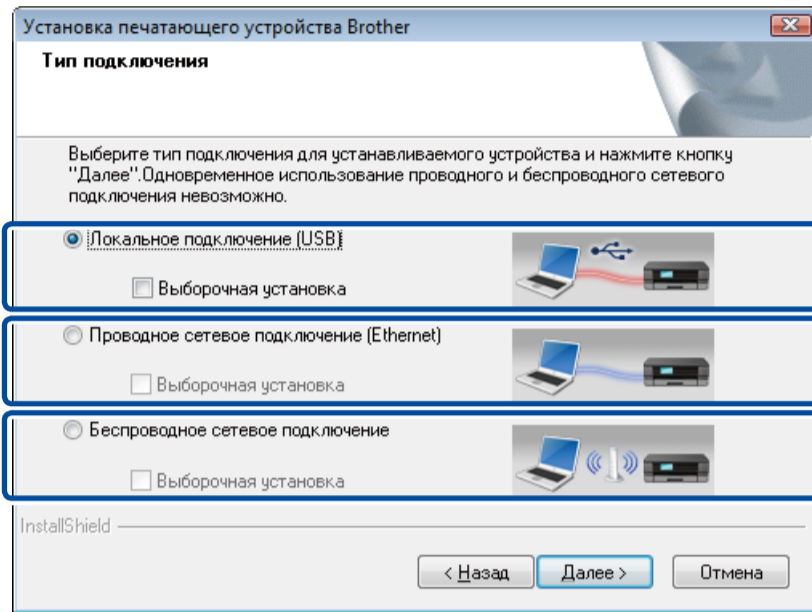 Установка печатающего устройства Brother
Тип подключения
Выберите тип подключения для устанавливаемого устройства и нажмите кнопку
"Далее".Одновременное использование проводного и беспроводного сетевого
подключения невозможно.
Локальное подключение (USB)
Выборочная установка
Проводное сетевое подключение (Ethernet)
Выборочная установка
Беспроводное сетевое подключение
Выборочная установка
InstallShield
< Назад Далее > Отмена